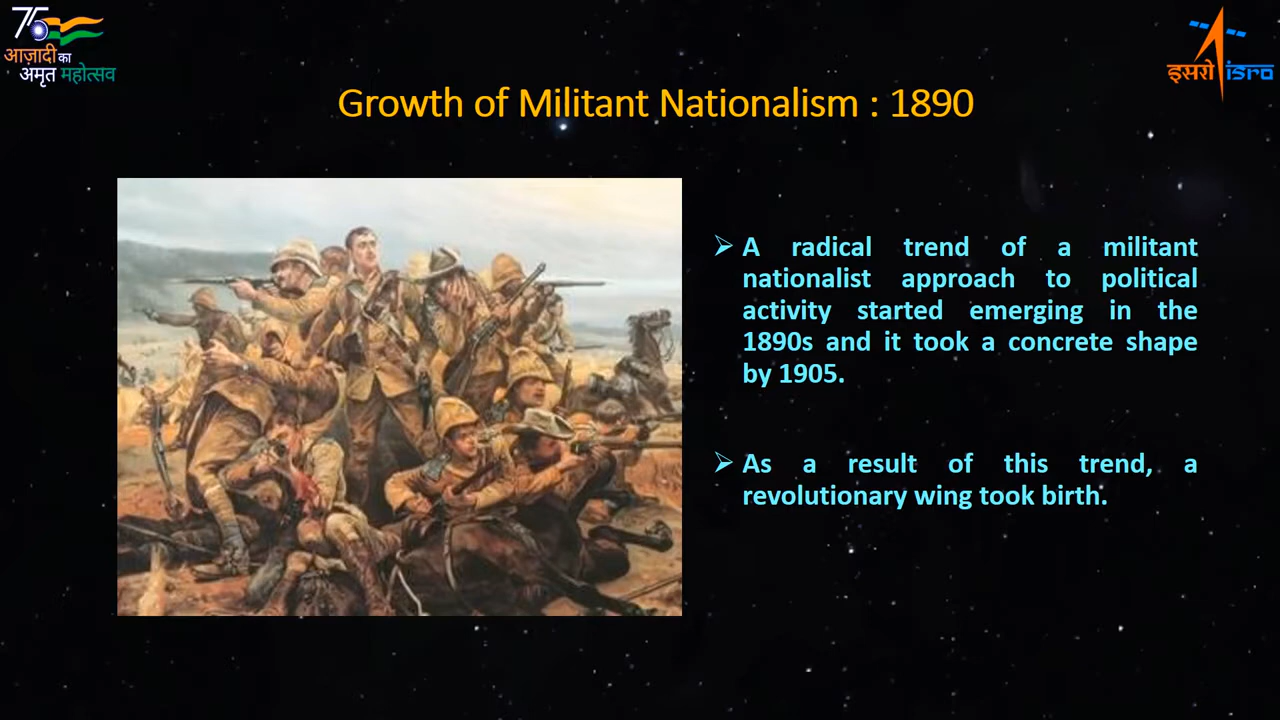 75
आज़ादी का
अमृत महोत्सव
इसरो isro
Growth of Militant Nationalism : 1890
A radical trend of a militant
nationalist approach to political
activity started emerging in the
1890s and it took a concrete shape
by 1905.
As a result of this trend, a
revolutionary wing took birth.